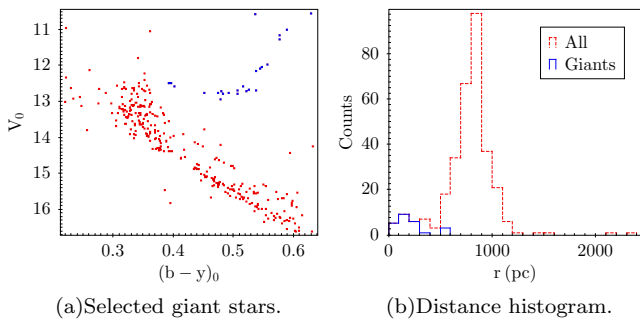 11
12
13
14
15
16
V₀
0.3
0.4
0.5
0.6
(b − y)₀
(a)Selected giant stars.
80
60
40
20
0
Counts
All
Giants
0
1000
2000
r (pc)
(b)Distance histogram.